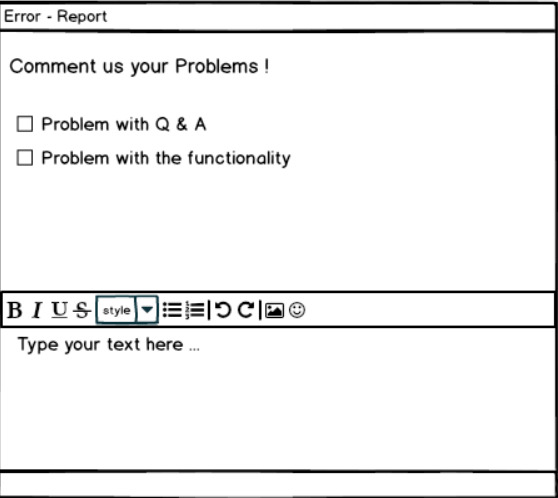 Error - Report
Comment us your Problems !
Problem with Q & A
Problem with the functionality
B I U S style
Type your text here ...